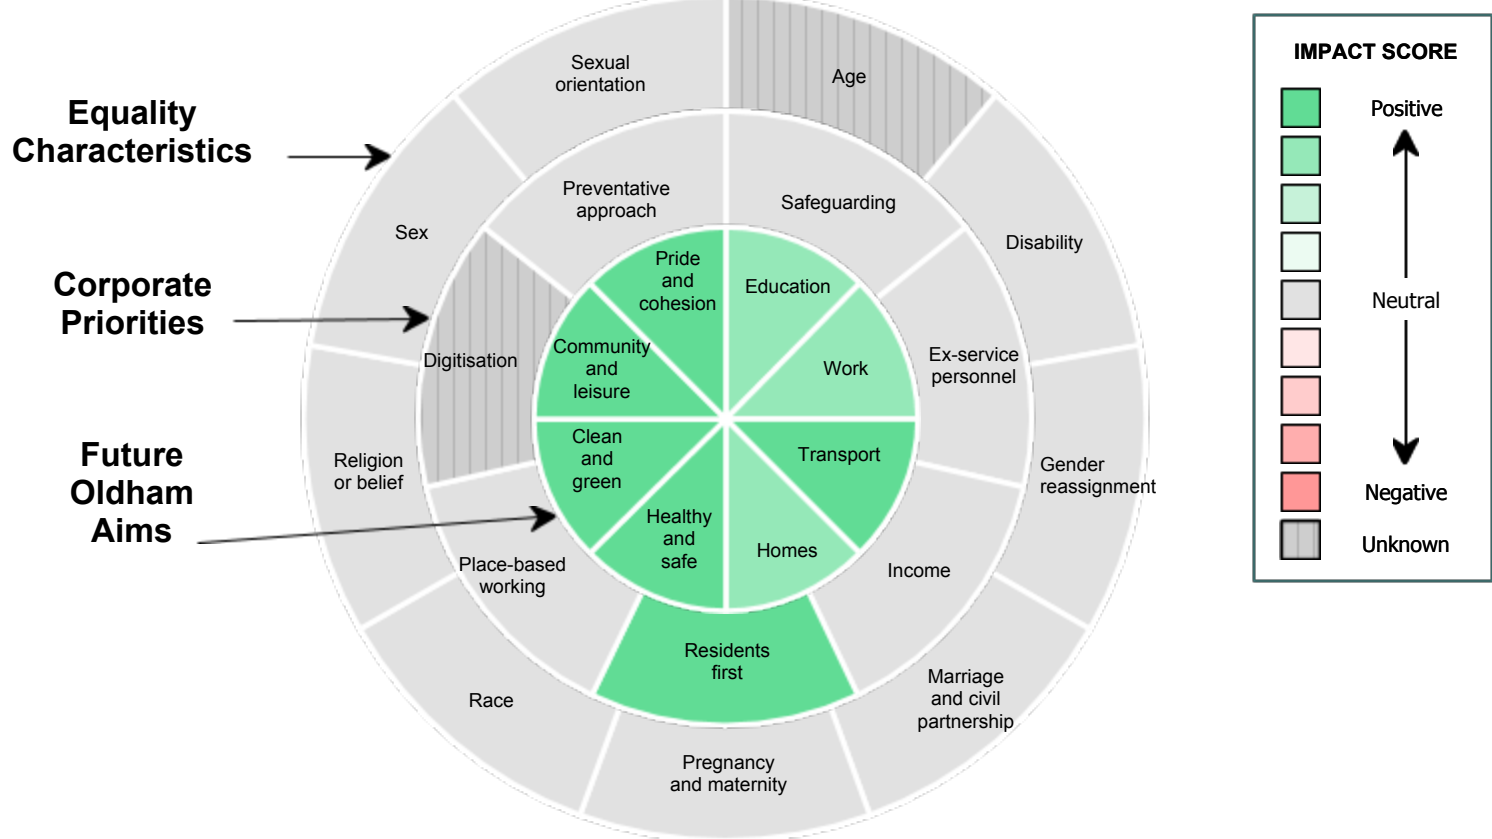 Equality
Characteristics
Corporate
Priorities
Future
Oldham
Aims
Sexual
orientation
Age
Sex
Disability
Religion
or belief
Gender
reassignment
Race
Marriage
and civil
partnership
Pregnancy
and maternity
Preventative
approach
Safeguarding
Digitisation
Ex-service
personnel
Place-based
working
Income
Residents
first
Pride
and
cohesion
Education
Community
and
leisure
Work
Clean
and
green
Transport
Healthy
and
safe
Homes
IMPACT SCORE
Positive
Neutral
Negative
Unknown